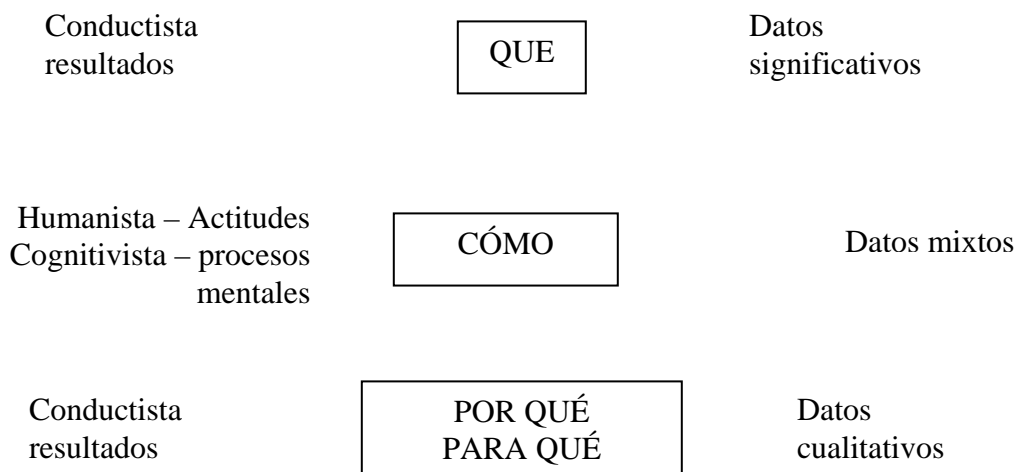 Conductista
resultados
QUE
Datos
significativos
Humanista – Actitudes
Cognitivista – procesos
mentales
CÓMO
Datos mixtos
Conductista
resultados
POR QUÉ
PARA QUÉ
Datos
cualitativos